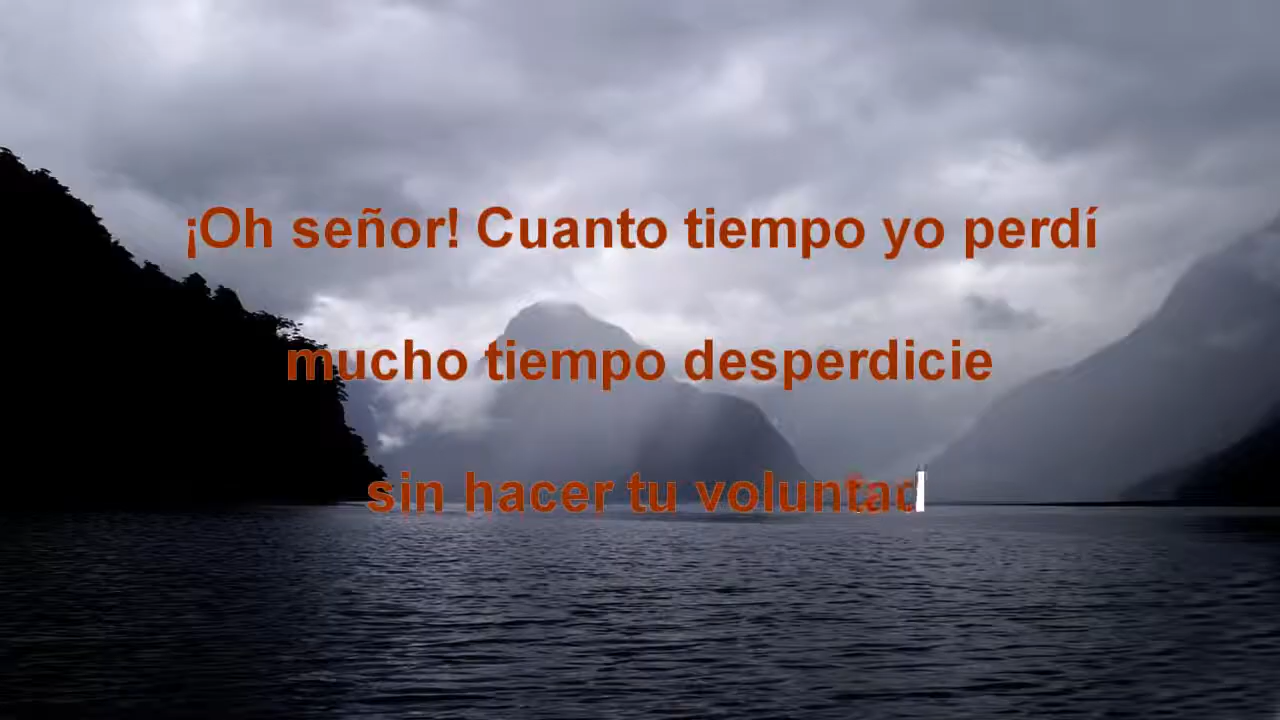 ¡Oh señor! Cuanto tiempo yo perdí
mucho tiempo desperdicie
sin hacer tu voluntad